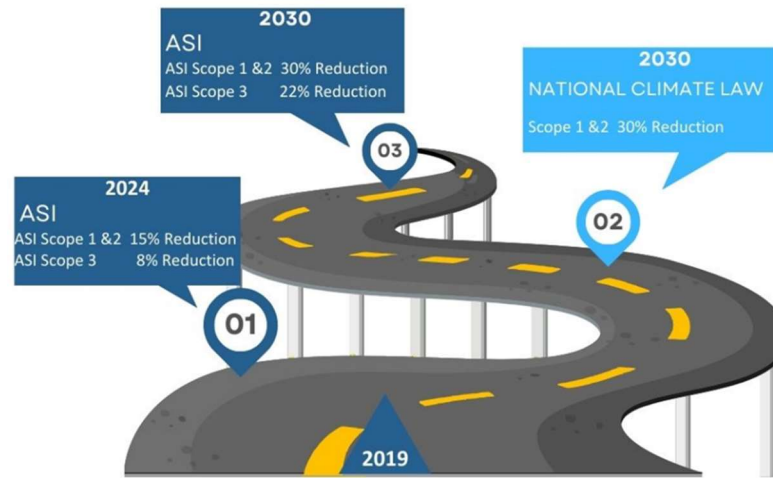 2030
ASI
ASI Scope 1 &2 30% Reduction
ASI Scope 3 22% Reduction
2030
NATIONAL CLIMATE LAW
Scope 1 &2 30% Reduction
03
2024
ASI
ASI Scope 1 &2 15% Reduction
ASI Scope 3 8% Reduction
02
01
2019